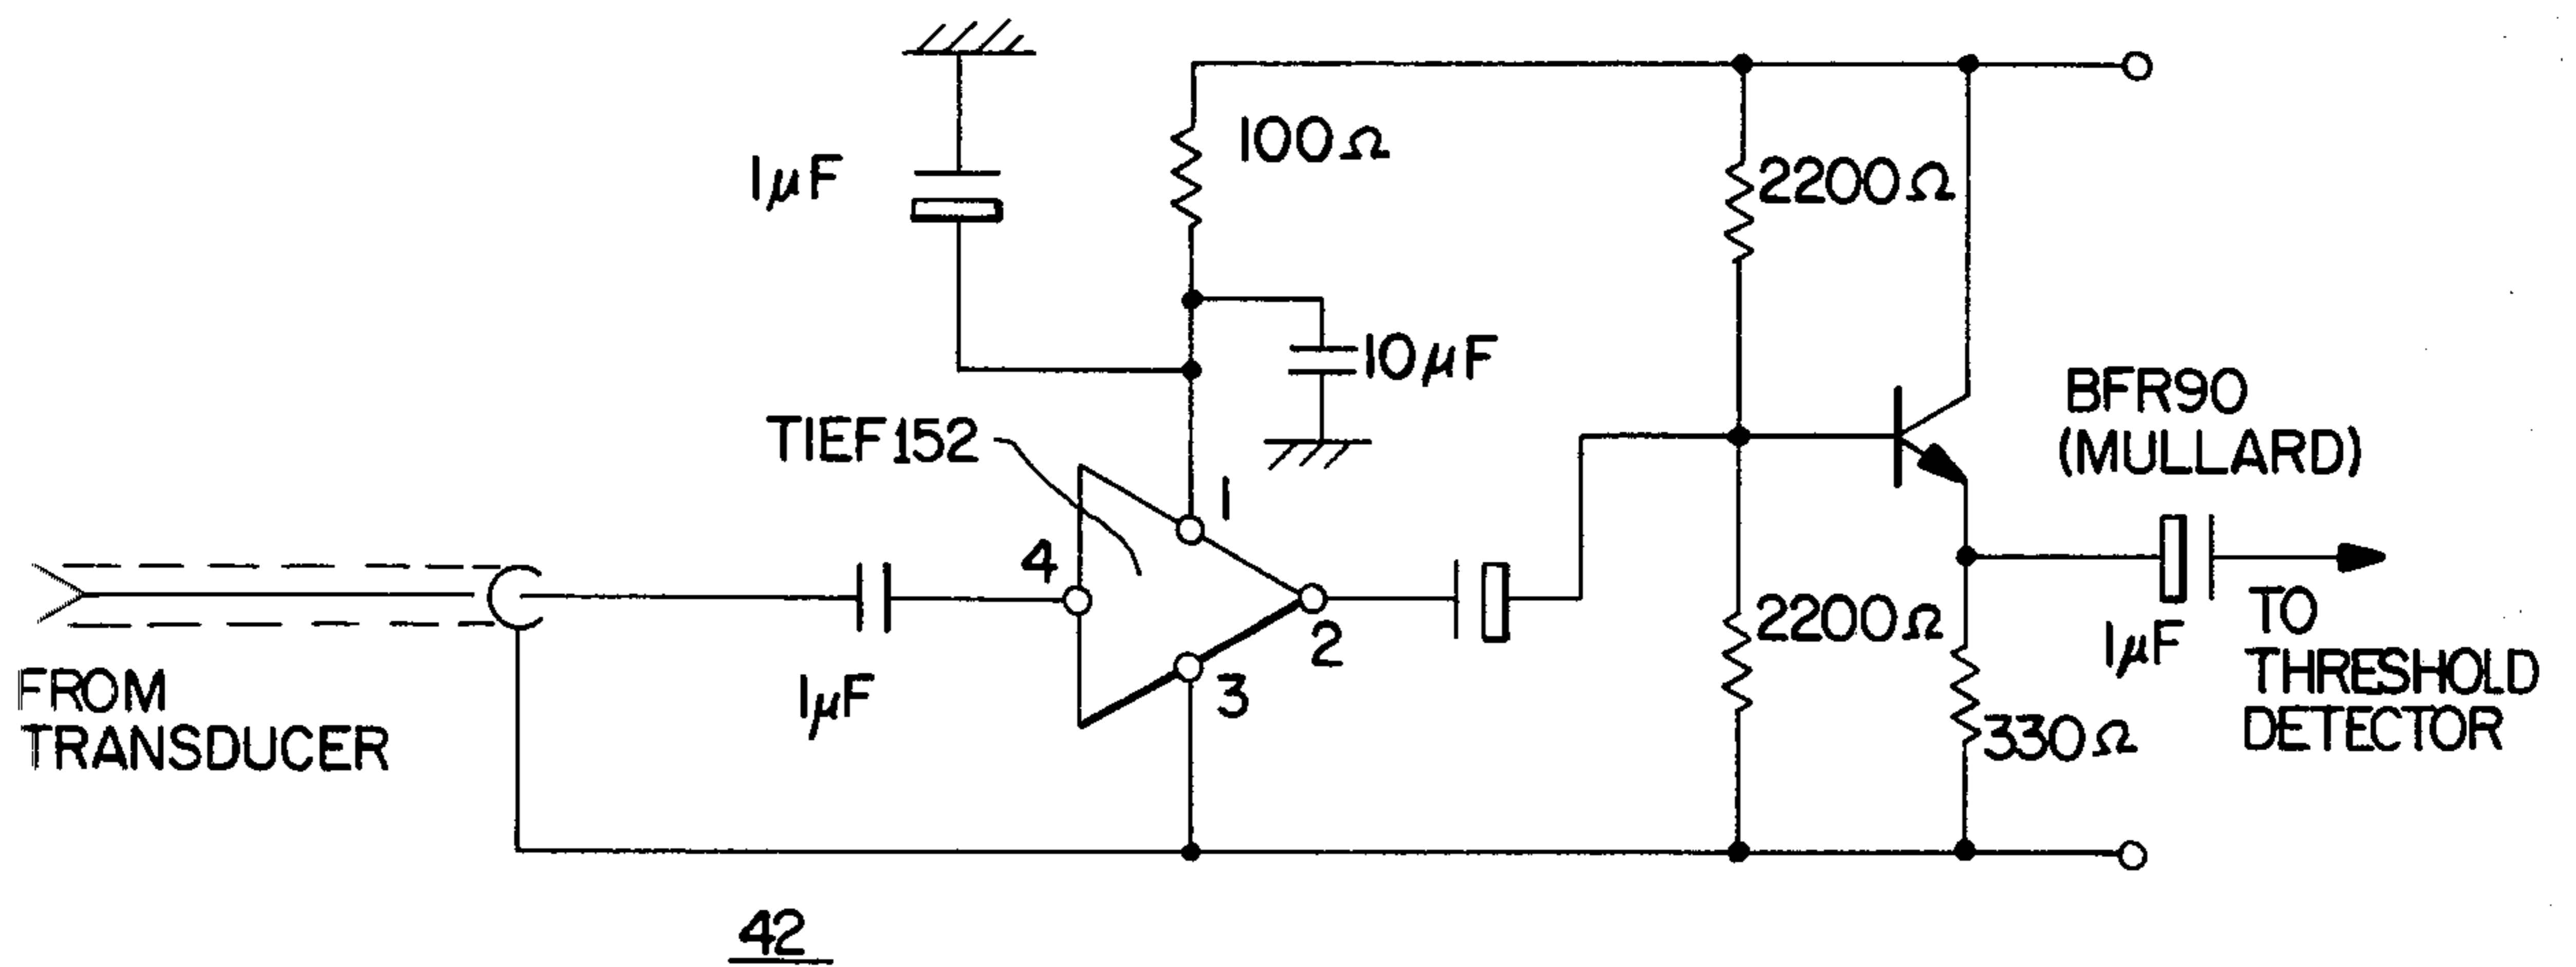 100Ω
1μF
2200Ω
10μF
BFR90
(MULLARD)
TIEF152
1
4
2
3
1μF
2200Ω
330Ω
1μF
TO
THRESHOLD
DETECTOR
FROM
TRANSDUCER
42